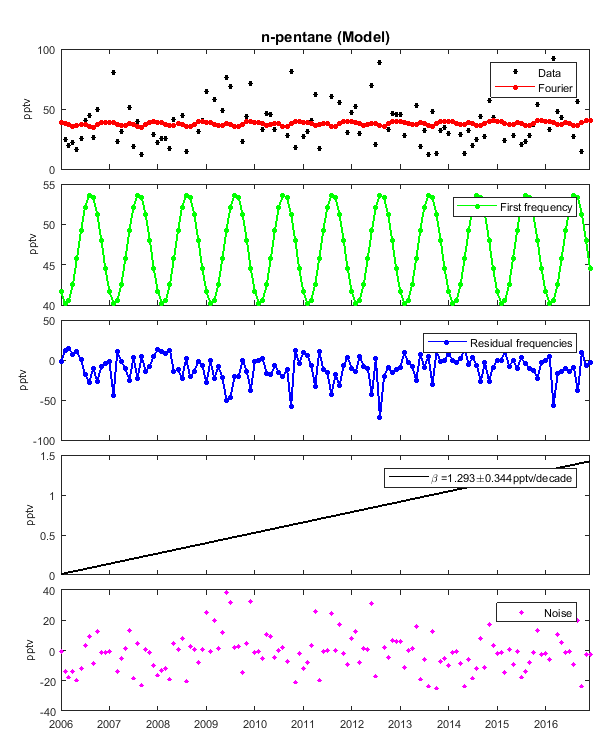 n-pentane (Model)
100
50
0
pptv
Data
Fourier
55
50
45
40
pptv
First frequency
50
0
-50
-100
pptv
Residual frequencies
1.5
1
0.5
0
pptv
β =1.293±0.344pptv/decade
40
20
0
-20
-40
pptv
Noise
2006 2007 2008 2009 2010 2011 2012 2013 2014 2015 2016